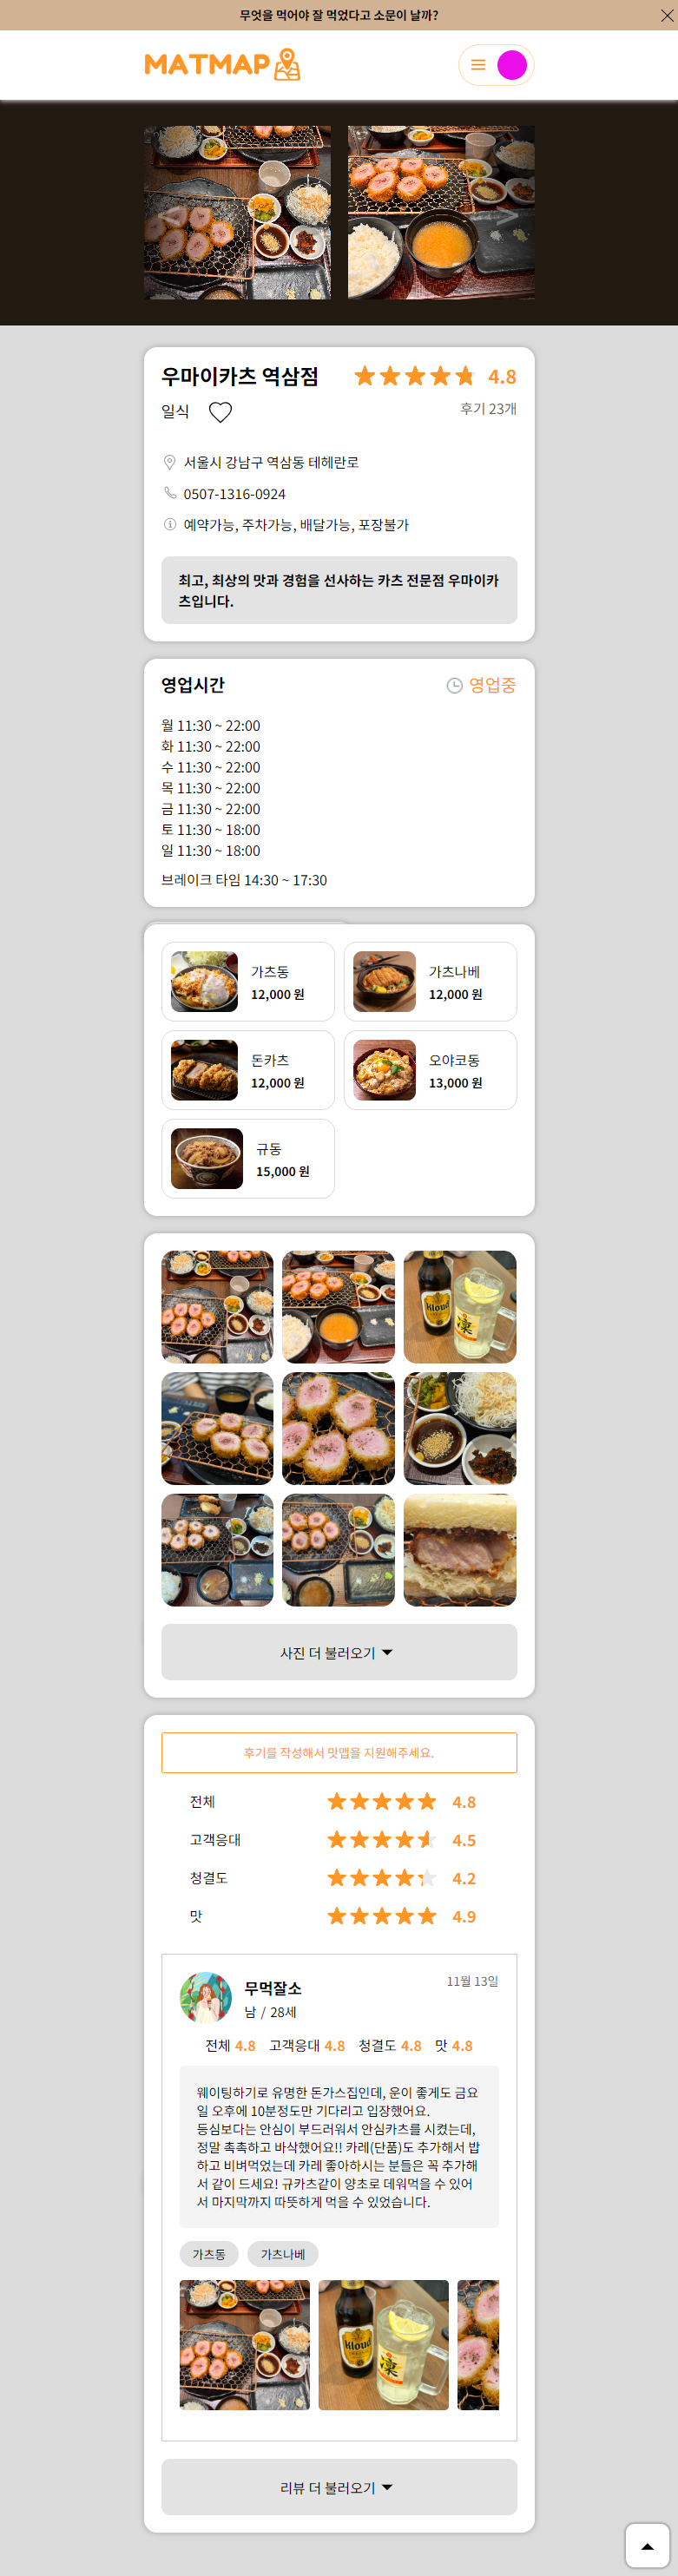 무엇을 먹어야 잘 먹었다고 소문이 날까?
MATMAP
우마이카츠 역삼점
4.8
일식
후기 23개
서울시 강남구 역삼동 테헤란로
0507-1316-0924
예약가능, 주차가능, 배달가능, 포장불가
최고, 최상의 맛과 경험을 선사하는 카츠 전문점 우마이카
츠입니다.
영업시간
영업중
월 11:30 ~ 22:00
화 11:30 ~ 22:00
수 11:30 ~ 22:00
목 11:30 ~ 22:00
금 11:30 ~ 22:00
토 11:30 ~ 18:00
일 11:30 ~ 18:00
브레이크 타임 14:30 ~ 17:30
가츠동
12,000 원
가츠나베
12,000 원
돈카츠
12,000 원
오야코동
13,000 원
규동
15,000 원
Kloud
凜
사진 더 불러오기
후기를 작성해서 맛맵을 지원해주세요.
전체 4.8
고객응대 4.5
청결도 4.2
맛 4.9
무먹잘소
11월 13일
남 / 28세
전체 4.8 고객응대 4.8 청결도 4.8 맛 4.8
웨이팅하기로 유명한 돈가스집인데, 운이 좋게도 금요
일 오후에 10분정도만 기다리고 입장했어요.
등심보다는 안심이 부드러워서 안심카츠를 시켰는데,
정말 촉촉하고 바삭했어요!! 카레(단품)도 추가해서 밥
하고 비벼먹었는데 카레 좋아하시는 분들은 꼭 추가해
서 같이 드세요! 규카츠같이 양초로 데워먹을 수 있어
서 마지막까지 따뜻하게 먹을 수 있었습니다.
가츠동
가츠나베
Kloud
凜
리뷰 더 불러오기